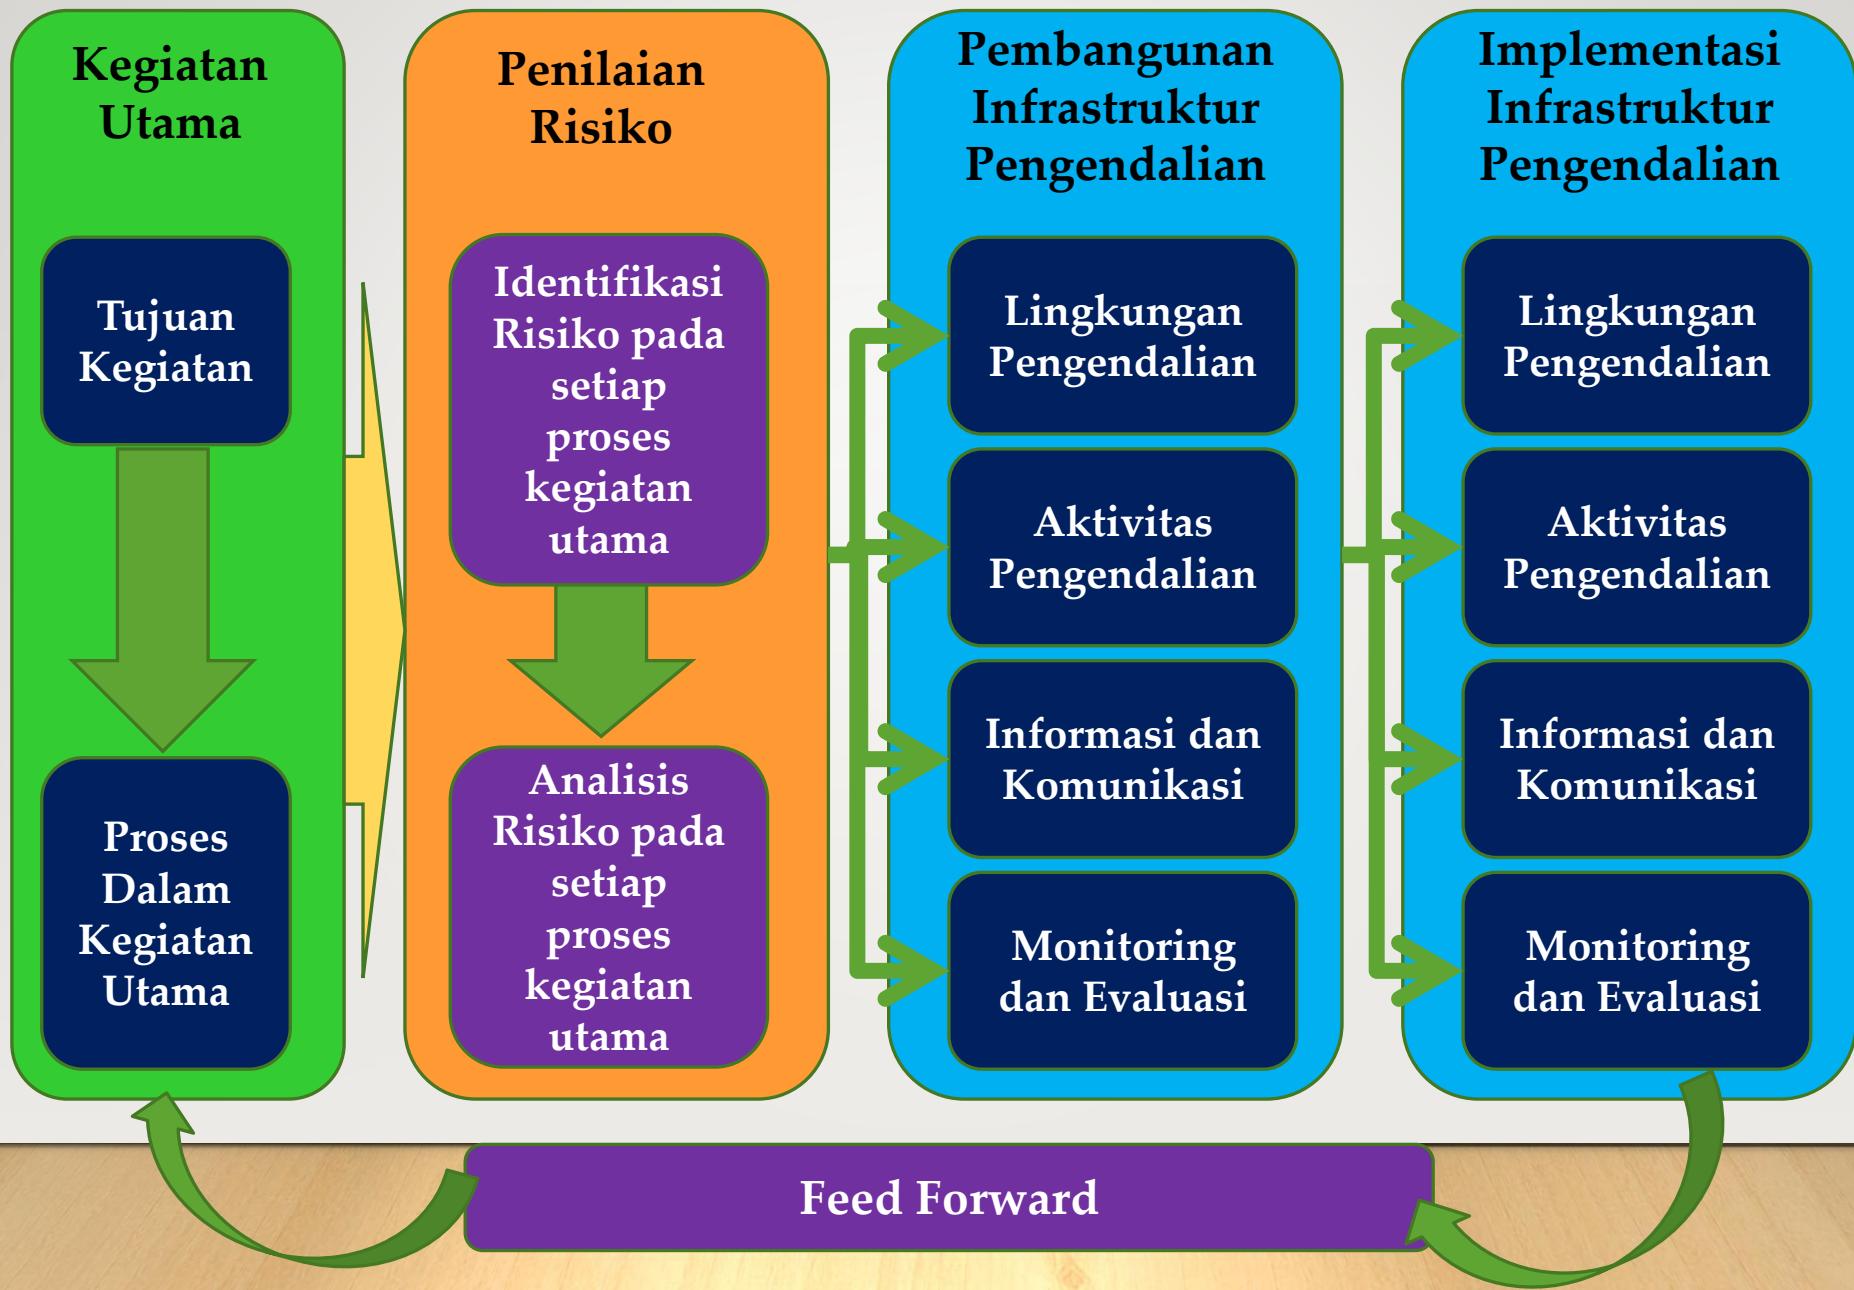 Kegiatan
Utama
Tujuan
Kegiatan
Proses
Dalam
Kegiatan
Utama
Penilaian
Risiko
Identifikasi
Risiko pada
setiap
proses
kegiatan
utama
Analisis
Risiko pada
setiap
proses
kegiatan
utama
Pembangunan
Infrastruktur
Pengendalian
Lingkungan
Pengendalian
Aktivitas
Pengendalian
Informasi dan
Komunikasi
Monitoring
dan Evaluasi
Implementasi
Infrastruktur
Pengendalian
Lingkungan
Pengendalian
Aktivitas
Pengendalian
Informasi dan
Komunikasi
Monitoring
dan Evaluasi
Feed Forward